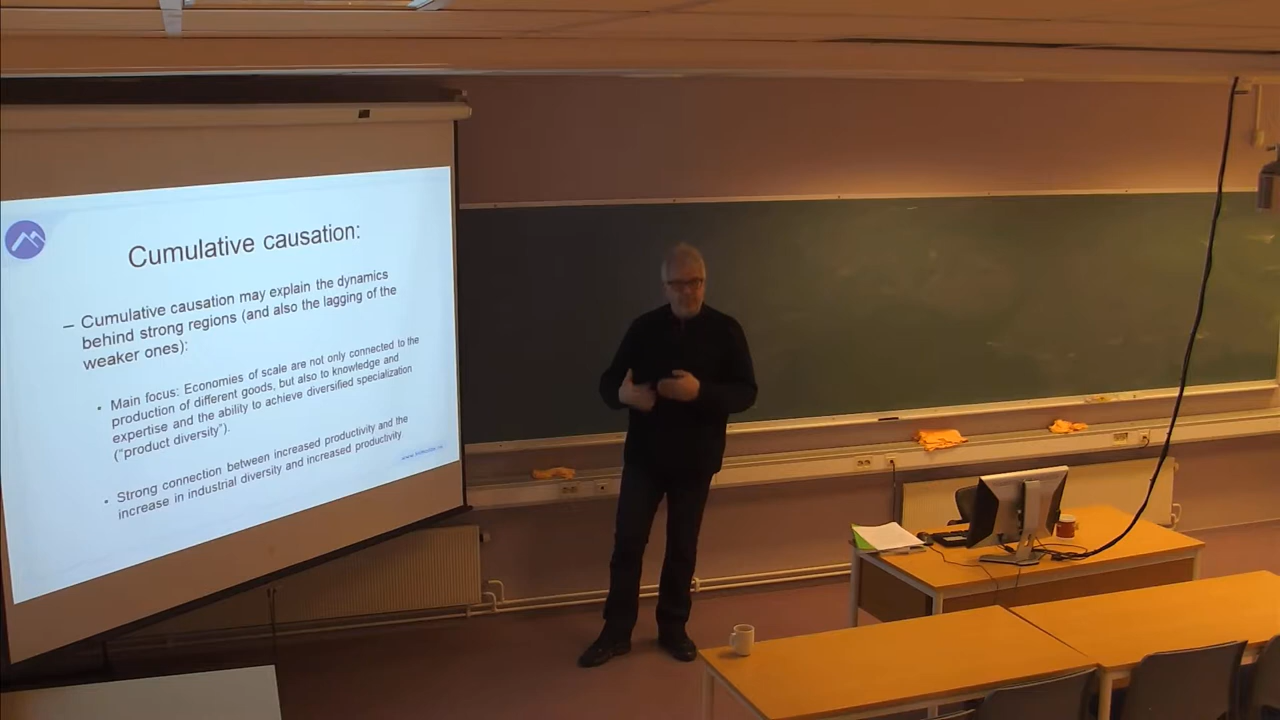 Cumulative causation:
– Cumulative causation may explain the dynamics
behind strong regions (and also the lagging of the
weaker ones):
• Main focus: Economies of scale are not only connected to the
production of different goods, but also to knowledge and
expertise and the ability to achieve diversified specialization
("product diversity").
• Strong connection between increased productivity and the
increase in industrial diversity and increased productivity.